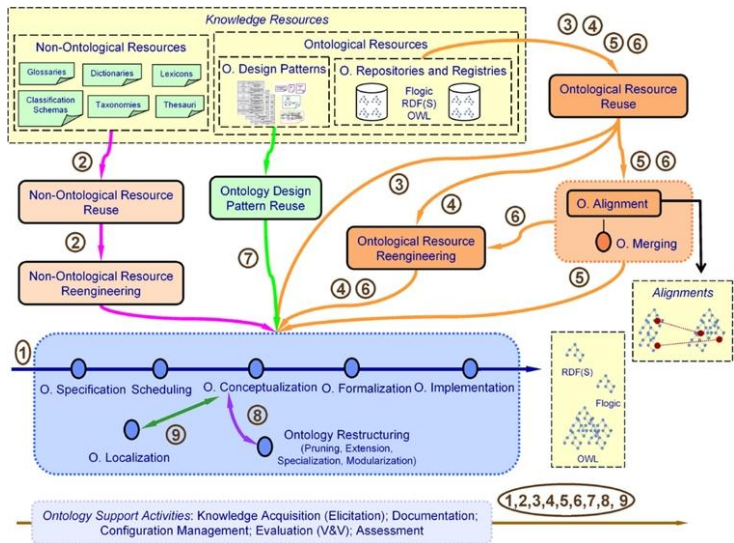 Knowledge Resources
Non-Ontological Resources
Glossaries
Dictionaries
Lexicons
Classification
Schemas
Taxonomies
Thesauri
Ontological Resources
O. Design Patterns
O. Repositories and Registries
Flogic
RDF(S)
OWL
3 4
5 6
Ontological Resource
Reuse
2
Non-Ontological Resource
Reuse
2
Non-Ontological Resource
Reengineering
Ontology Design
Pattern Reuse
7
3
4
5 6
Ontological Resource
Reengineering
6
4 6
5
O. Alignment
O. Merging
Alignments
1
O. Specification
Scheduling
O. Conceptualization
O. Formalization
O. Implementation
9
8
O. Localization
Ontology Restructuring
(Pruning, Extension,
Specialization, Modularization)
RDF(S)
Flogic
OWL
1,2,3,4,5,6,7,8, 9
Ontology Support Activities: Knowledge Acquisition (Elicitation); Documentation;
Configuration Management; Evaluation (V&V); Assessment